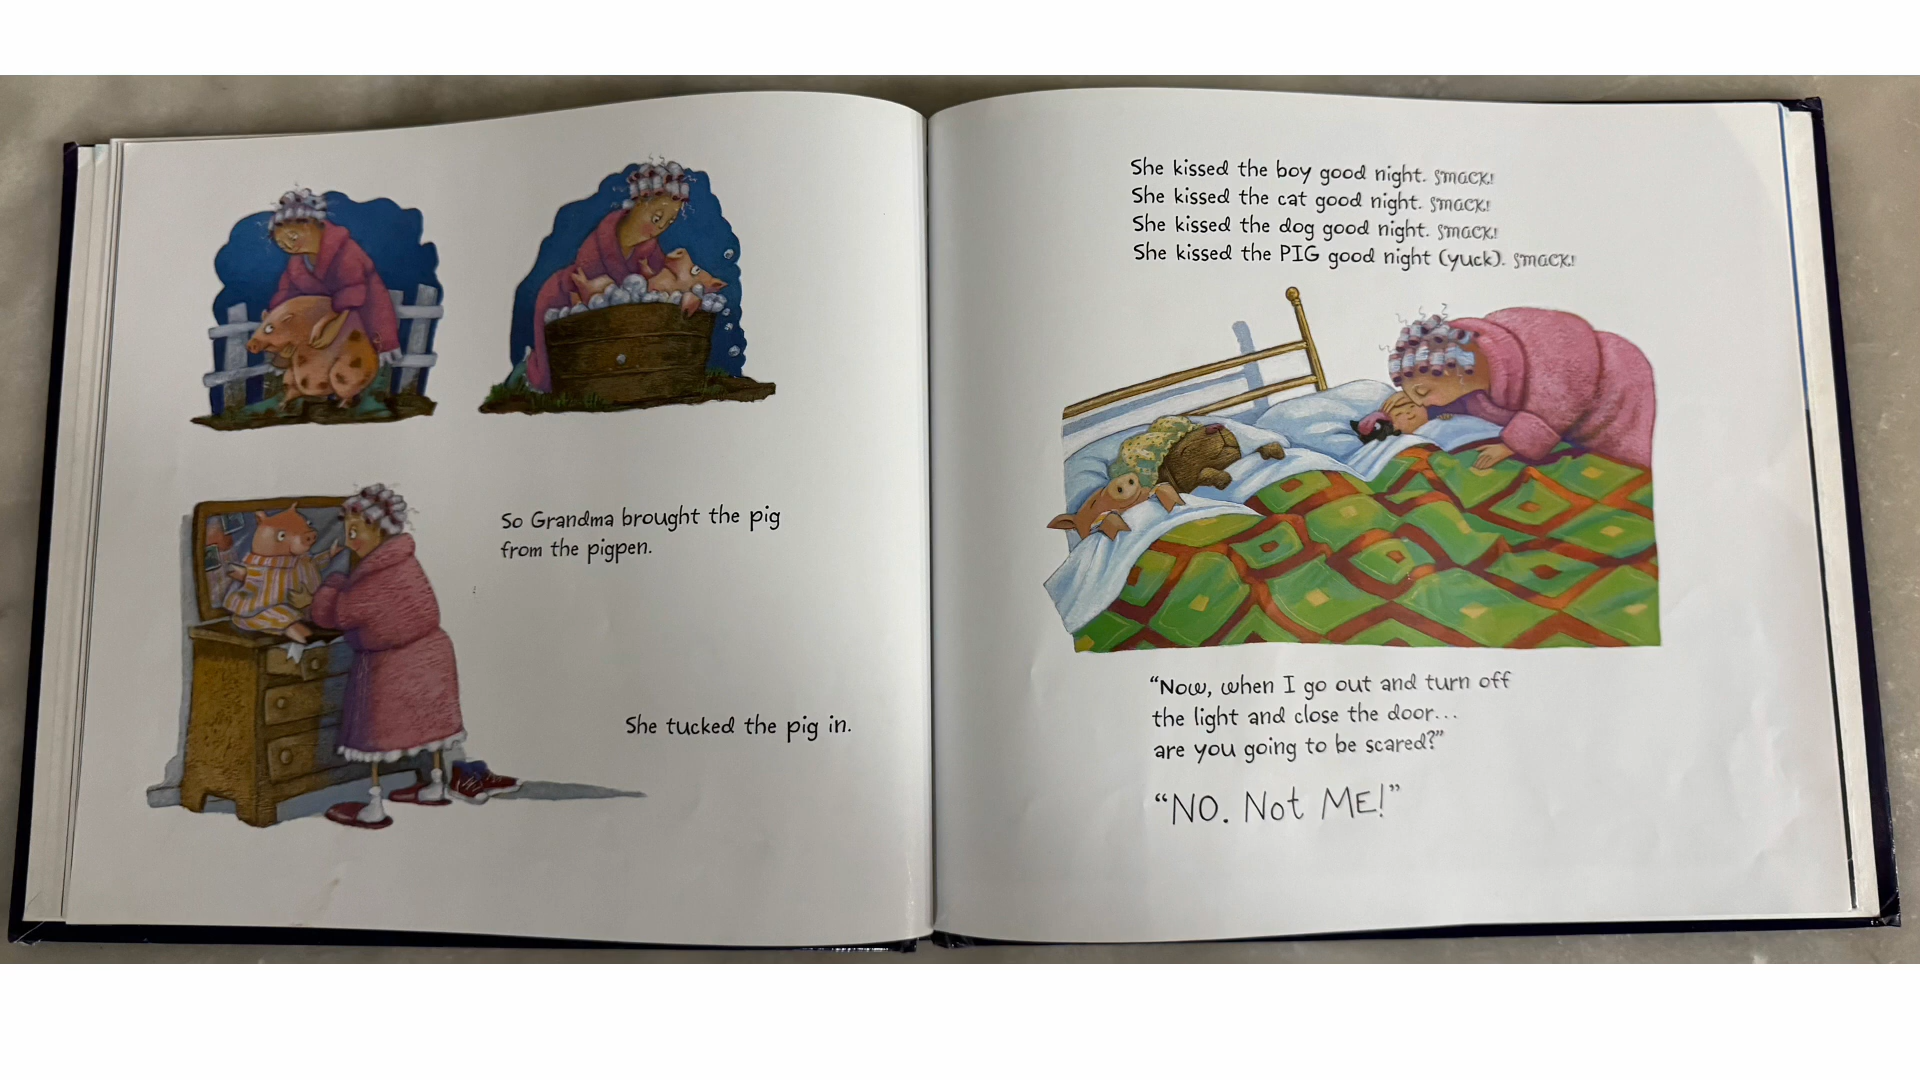 So Grandma brought the pig
from the pigpen.
She tucked the pig in.
She kissed the boy good night. SMACK!
She kissed the cat good night. SMACK!
She kissed the dog good night. SMACK!
She kissed the PIG good night (yuck). SMACK!
“Now, when I go out and turn off
the light and close the door...
are you going to be scared?”
“NO. Not ME!”